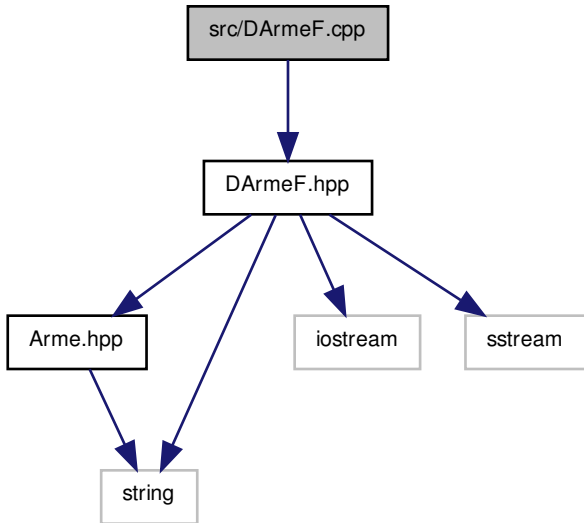 src/DArmeF.cpp
DArmeF.hpp
Arme.hpp
iostream
sstream
string